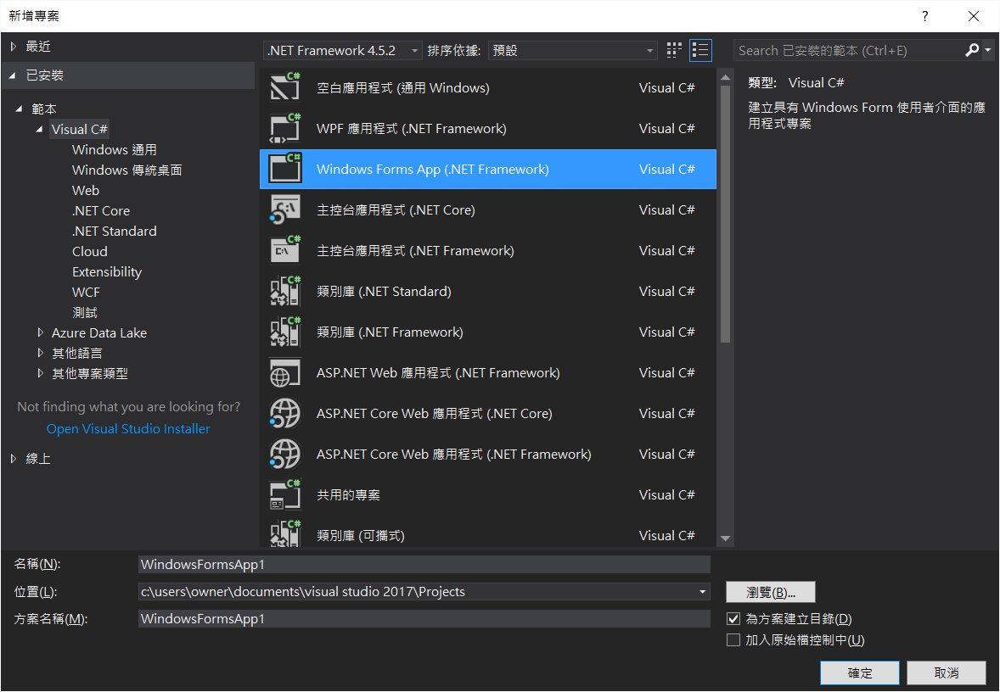 新增專案
?
最近
已安裝
範本
Visual C#
Windows 通用
Windows 傳統桌面
Web
.NET Core
.NET Standard
Cloud
Extensibility
WCF
測試
Azure Data Lake
其他語言
其他專案類型
Not finding what you are looking for?
Open Visual Studio Installer
線上
.NET Framework 4.5.2 排序依據: 預設
空白應用程式 (通用 Windows) Visual C#
WPF 應用程式 (.NET Framework) Visual C#
Windows Forms App (.NET Framework) Visual C#
主控台應用程式 (.NET Core) Visual C#
主控台應用程式 (.NET Framework) Visual C#
類別庫 (.NET Standard) Visual C#
類別庫 (.NET Framework) Visual C#
ASP.NET Web 應用程式 (.NET Framework) Visual C#
ASP.NET Core Web 應用程式 (.NET Core) Visual C#
ASP.NET Core Web 應用程式 (.NET Framework) Visual C#
共用的專案 Visual C#
類別庫 (可攜式) Visual C#
Search 已安裝的範本 (Ctrl+E)
類型: Visual C#
建立具有 Windows Form 使用者介面的應
用程式專案
名稱(N): WindowsFormsApp1
位置(L): c:\users\owner\documents\visual studio 2017\Projects
瀏覽(B)...
方案名稱(M): WindowsFormsApp1
為方案建立目錄(D)
加入原始檔控制中(U)
確定 取消